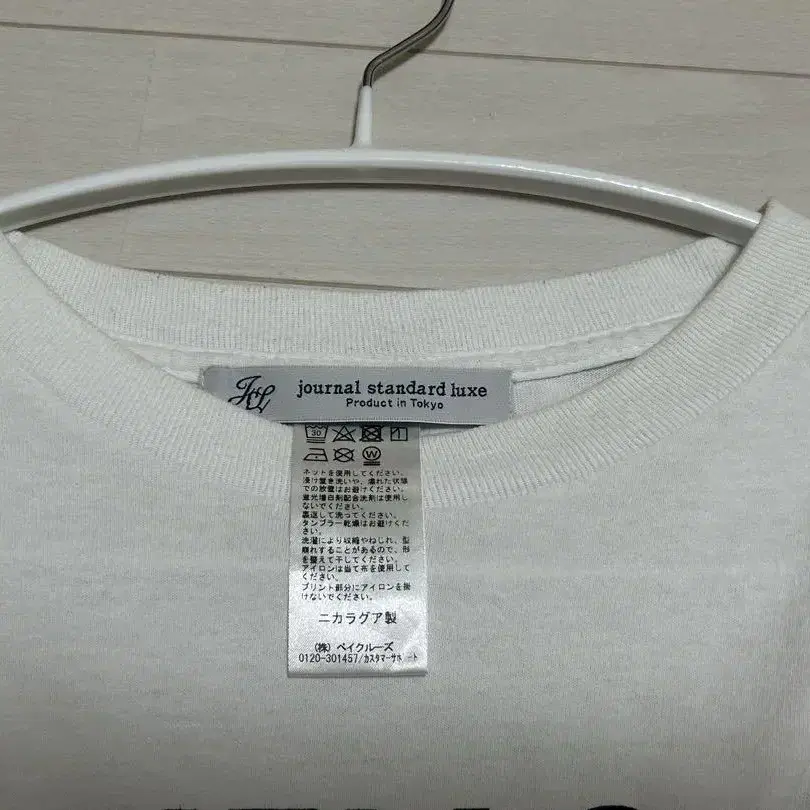 JSL
journal standard luxe
Product in Tokyo
30
ネットを使用してください。
浸け置き洗いや、濡れた状態
での放置はお避けください。
蛍光増白剤配合洗剤は使用し
ないでください。
裏返して洗ってください。
タンブラー乾燥はお避けくだ
さい。
洗濯により収縮やねじれ、型
崩れすることがあるので、形
を整えて干してください。
アイロンは当て布を使用して
ください。
プリント部分にアイロンを掛
けないでください。
ニカラグア製
(株) ベイクルーズ
0120-301457/カスタマーサポート